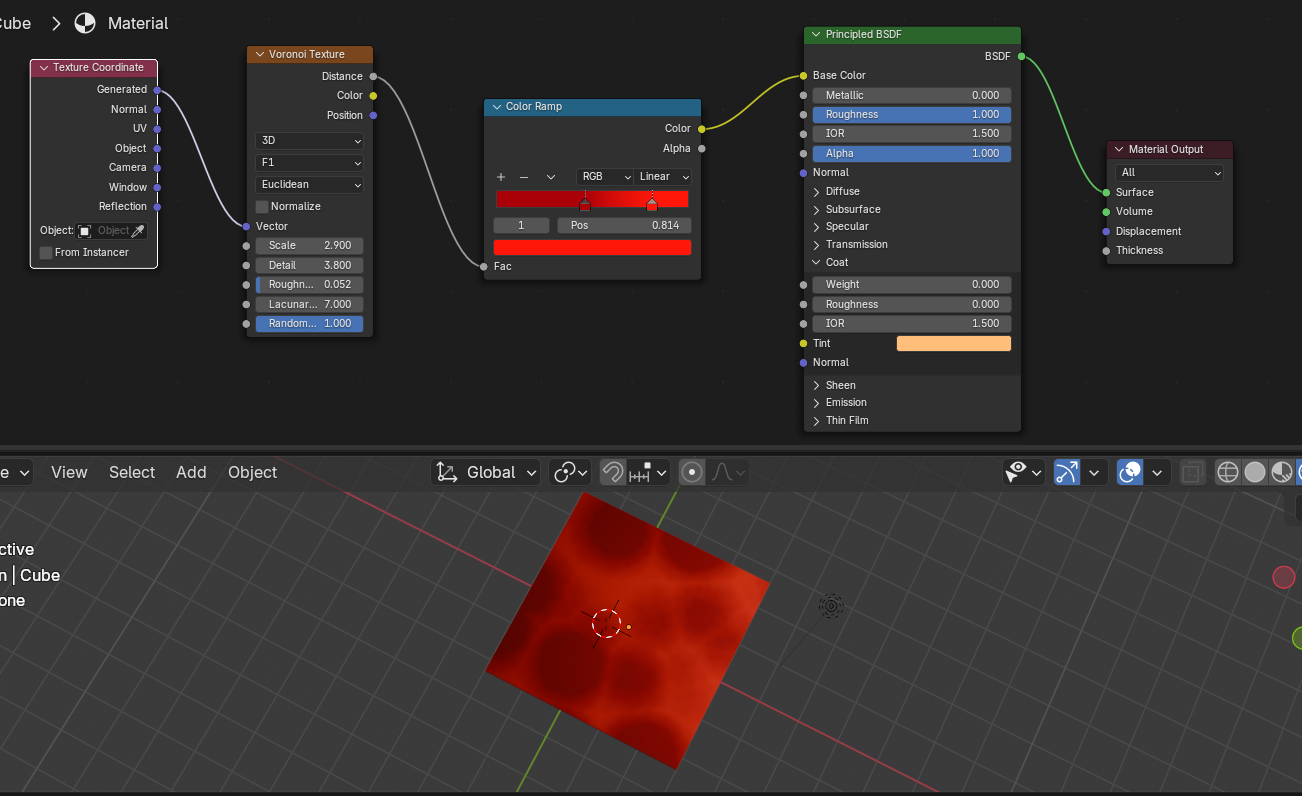 Cube > Material
Texture Coordinate
Generated
Normal
UV
Object
Camera
Window
Reflection
Object: Object
From Instancer
Voronoi Texture
Distance
Color
Position
3D
F1
Euclidean
Normalize
Vector
Scale 2.900
Detail 3.800
Roughn... 0.052
Lacunar... 7.000
Random... 1.000
Color Ramp
Color
Alpha
+ − RGB Linear
1 Pos 0.814
Fac
Principled BSDF
BSDF
Base Color
Metallic 0.000
Roughness 1.000
IOR 1.500
Alpha 1.000
Normal
Diffuse
Subsurface
Specular
Transmission
Coat
Weight 0.000
Roughness 0.000
IOR 1.500
Tint
Normal
Sheen
Emission
Thin Film
Material Output
All
Surface
Volume
Displacement
Thickness
e View Select Add Object Global
ctive
n | Cube
one